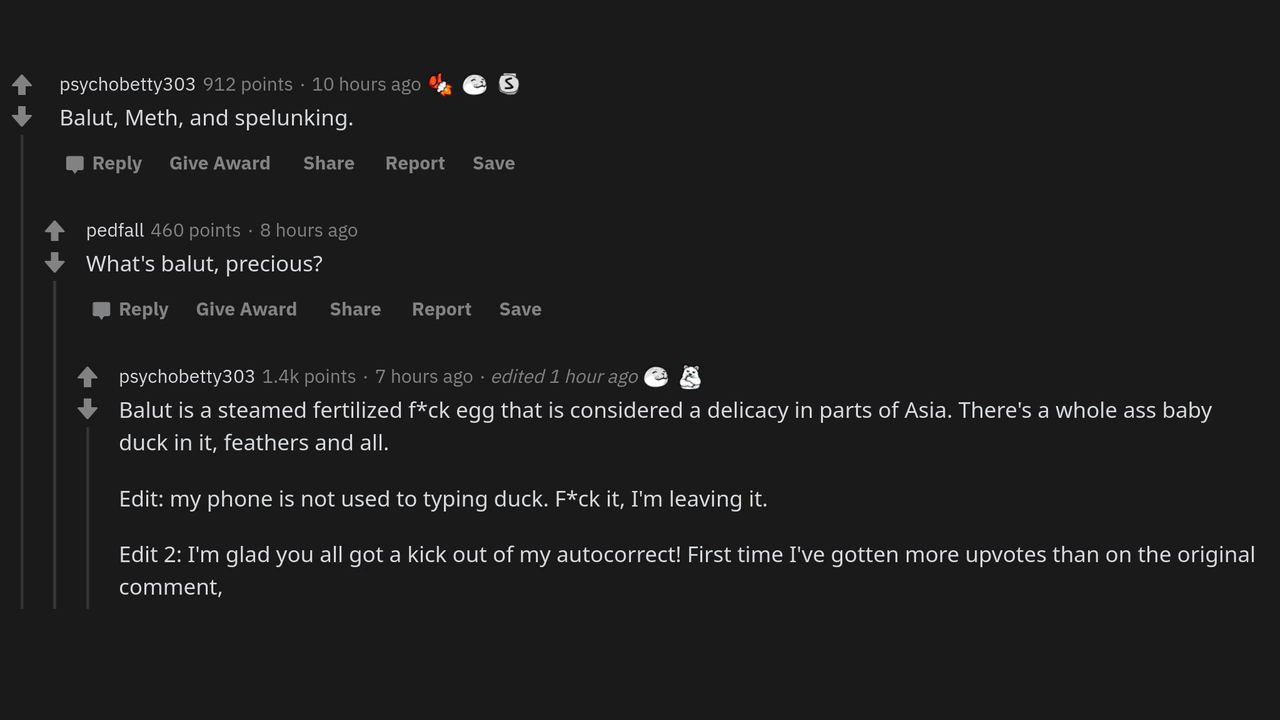 psychobetty303 912 points · 10 hours ago
Balut, Meth, and spelunking.
Reply Give Award Share Report Save
pedfall 460 points · 8 hours ago
What's balut, precious?
Reply Give Award Share Report Save
psychobetty303 1.4k points · 7 hours ago · edited 1 hour ago
Balut is a steamed fertilized f*ck egg that is considered a delicacy in parts of Asia. There's a whole ass baby
duck in it, feathers and all.
Edit: my phone is not used to typing duck. F*ck it, I'm leaving it.
Edit 2: I'm glad you all got a kick out of my autocorrect! First time I've gotten more upvotes than on the original
comment,